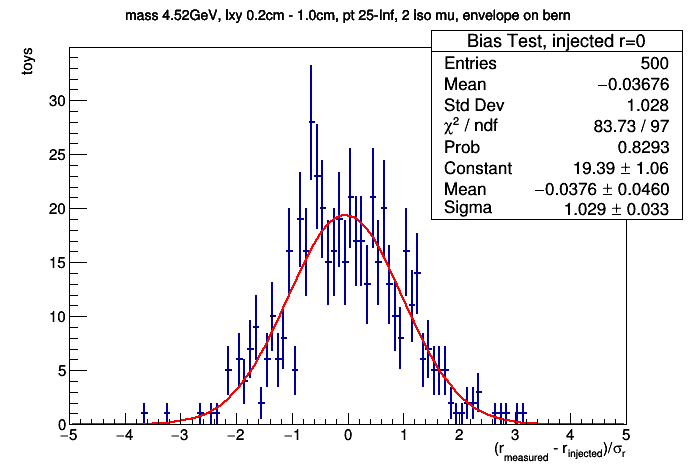 mass 4.52GeV, lxy 0.2cm - 1.0cm, pt 25-Inf, 2 Iso mu, envelope on bern
Bias Test, injected r=0
Entries 500
Mean −0.03676
Std Dev 1.028
χ² / ndf 83.73 / 97
Prob 0.8293
Constant 19.39 ± 1.06
Mean −0.0376 ± 0.0460
Sigma 1.029 ± 0.033
toys
30
25
20
15
10
5
0
−5 −4 −3 −2 −1 0 1 2 3 4 5
(r_measured - r_injected)/σ_r